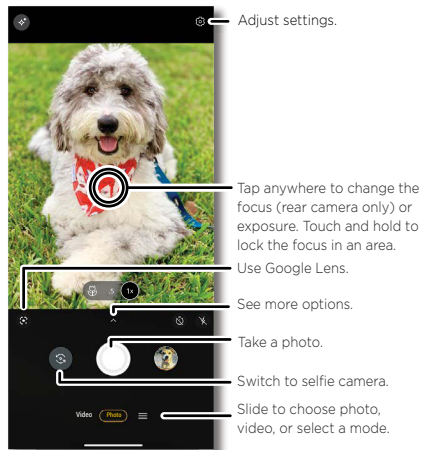 Adjust settings.
Tap anywhere to change the
focus (rear camera only) or
exposure. Touch and hold to
lock the focus in an area.
Use Google Lens.
.5 1x
See more options.
Take a photo.
Switch to selfie camera.
Video Photo
Slide to choose photo,
video, or select a mode.